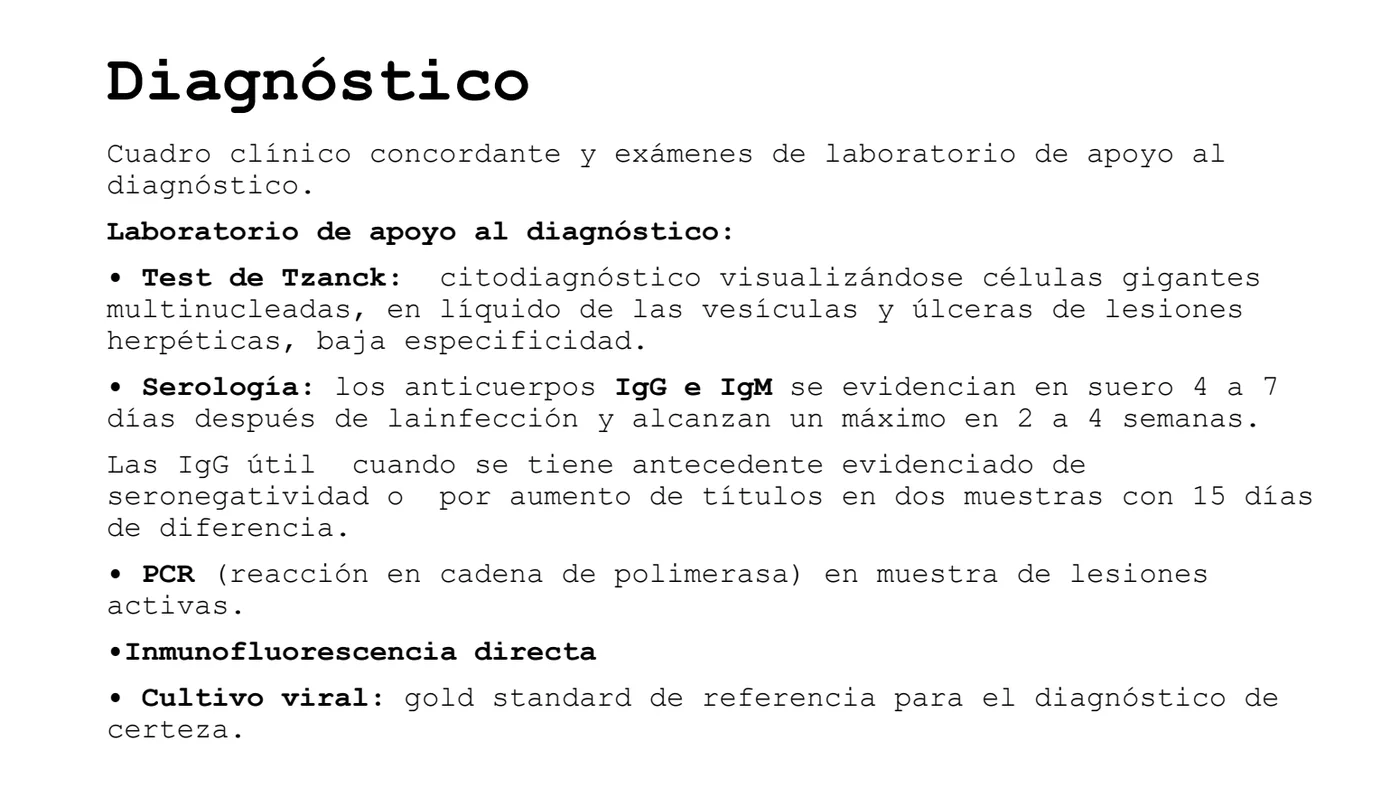 Diagnóstico
Cuadro clínico concordante y exámenes de laboratorio de apoyo al
diagnóstico.
Laboratorio de apoyo al diagnóstico:
• Test de Tzanck:  citodiagnóstico visualizándose células gigantes
multinucleadas, en líquido de las vesículas y úlceras de lesiones
herpéticas, baja especificidad.
• Serología: los anticuerpos IgG e IgM se evidencian en suero 4 a 7
días después de lainfección y alcanzan un máximo en 2 a 4 semanas.
Las IgG útil  cuando se tiene antecedente evidenciado de
seronegatividad o  por aumento de títulos en dos muestras con 15 días
de diferencia.
• PCR (reacción en cadena de polimerasa) en muestra de lesiones
activas.
•Inmunofluorescencia directa
• Cultivo viral: gold standard de referencia para el diagnóstico de
certeza.